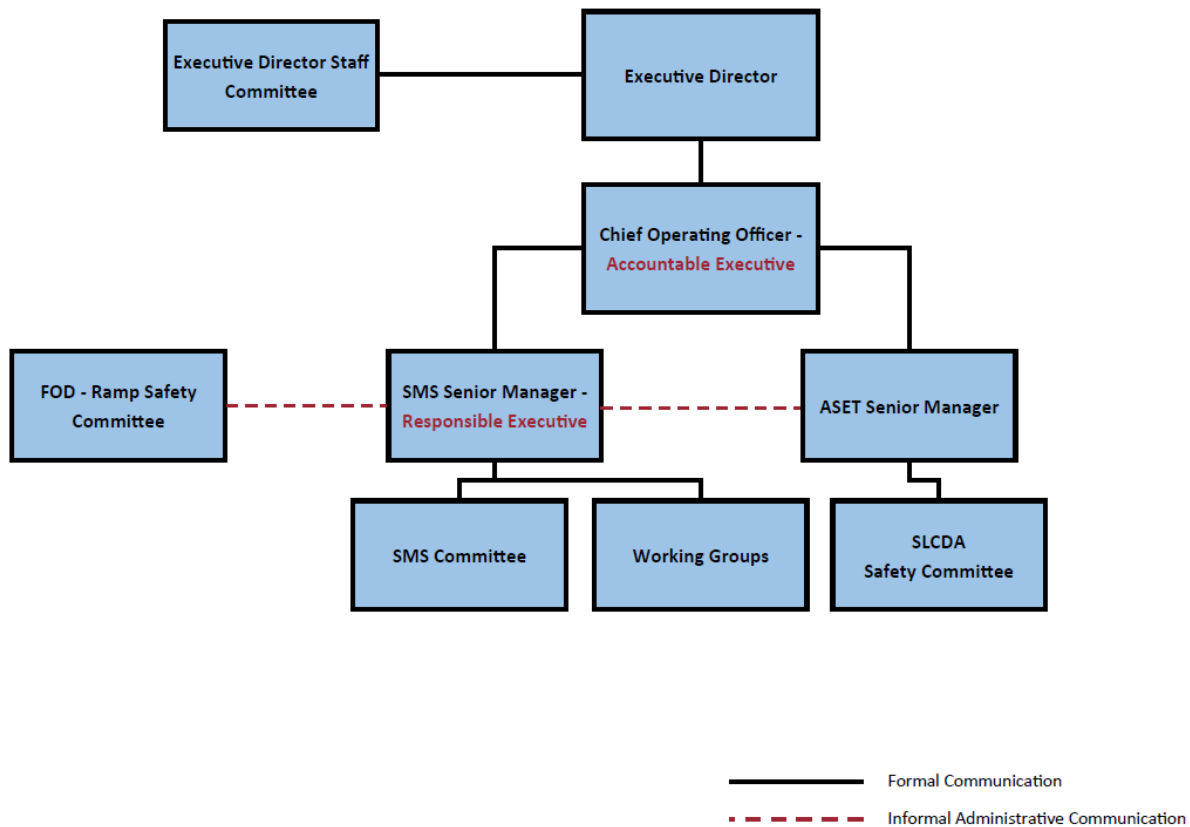 Executive Director Staff
Committee
Executive Director
Chief Operating Officer -
Accountable Executive
FOD - Ramp Safety
Committee
SMS Senior Manager -
Responsible Executive
ASET Senior Manager
SMS Committee
Working Groups
SLCDA
Safety Committee
Formal Communication
Informal Administrative Communication